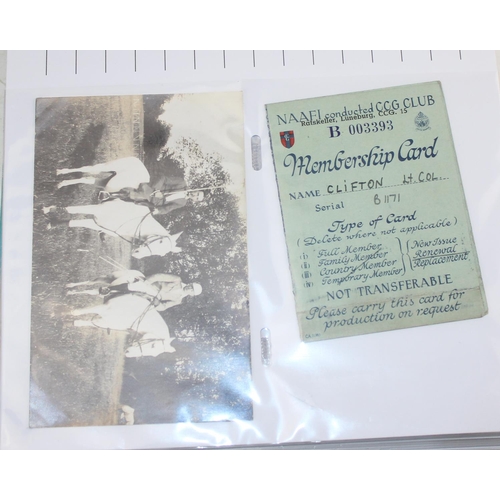 NAAFI conducted CCG CLUB
Ratskeller, Luneburg, CCG. 15
B 003393
Membership Card
NAME CLIFTON LT. COL.
Serial B 1171
Type of Card
(Delete where not applicable)
Full Member
Family Member
Country Member
Temporary Member
New Issue
Renewal
Replacement
NOT TRANSFERABLE
Please carry this card for
production on request